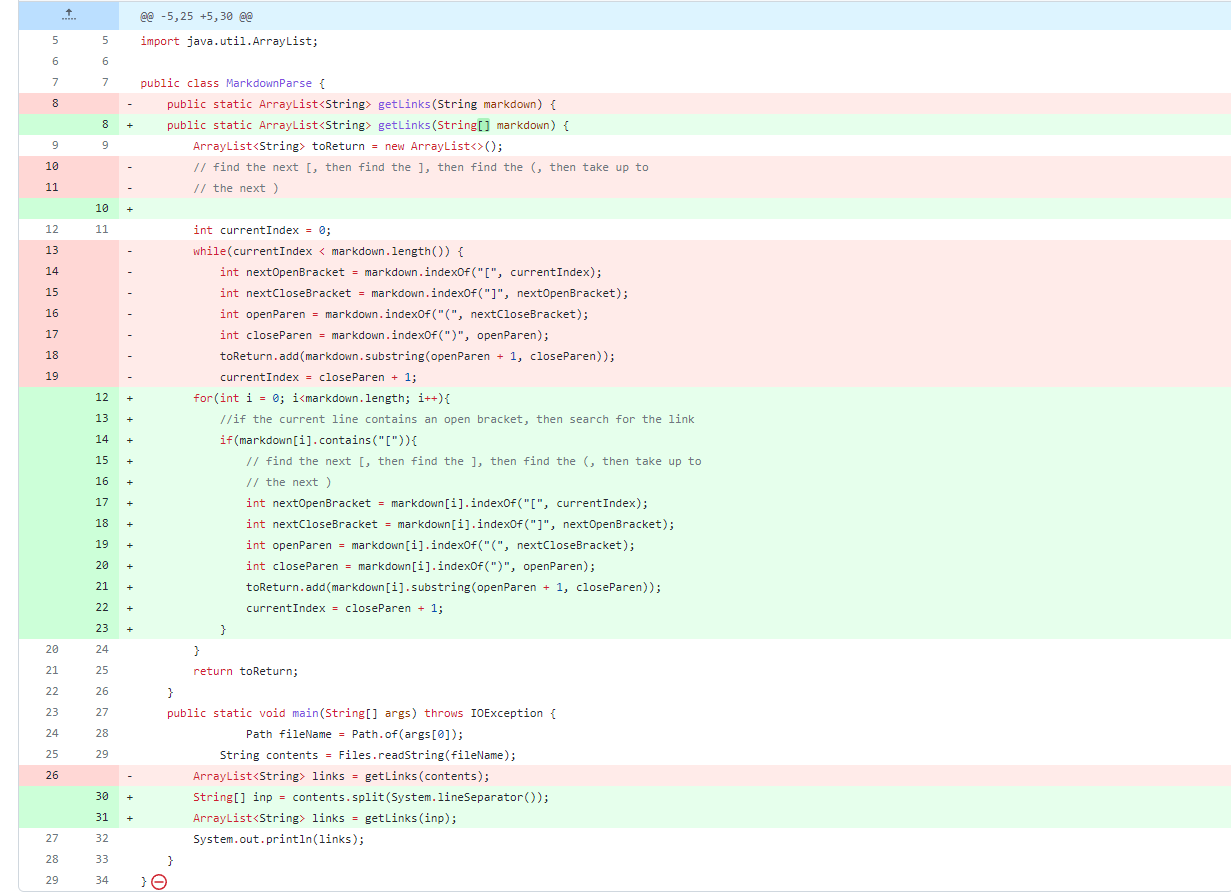 @@ -5,25 +5,30 @@
5 5 import java.util.ArrayList;
6 6
7 7 public class MarkdownParse {
8 - public static ArrayList<String> getLinks(String markdown) {
8 + public static ArrayList<String> getLinks(String[] markdown) {
9 9 ArrayList<String> toReturn = new ArrayList<>();
10 - // find the next [, then find the ], then find the (, then take up to
11 - // the next )
10 +
12 11 int currentIndex = 0;
13 - while(currentIndex < markdown.length()) {
14 - int nextOpenBracket = markdown.indexOf("[", currentIndex);
15 - int nextCloseBracket = markdown.indexOf("]", nextOpenBracket);
16 - int openParen = markdown.indexOf("(", nextCloseBracket);
17 - int closeParen = markdown.indexOf(")", openParen);
18 - toReturn.add(markdown.substring(openParen + 1, closeParen));
19 - currentIndex = closeParen + 1;
12 + for(int i = 0; i<markdown.length; i++){
13 + //if the current line contains an open bracket, then search for the link
14 + if(markdown[i].contains("[")){
15 + // find the next [, then find the ], then find the (, then take up to
16 + // the next )
17 + int nextOpenBracket = markdown[i].indexOf("[", currentIndex);
18 + int nextCloseBracket = markdown[i].indexOf("]", nextOpenBracket);
19 + int openParen = markdown[i].indexOf("(", nextCloseBracket);
20 + int closeParen = markdown[i].indexOf(")", openParen);
21 + toReturn.add(markdown[i].substring(openParen + 1, closeParen));
22 + currentIndex = closeParen + 1;
23 + }
20 24 }
21 25 return toReturn;
22 26 }
23 27 public static void main(String[] args) throws IOException {
24 28 Path fileName = Path.of(args[0]);
25 29 String contents = Files.readString(fileName);
26 - ArrayList<String> links = getLinks(contents);
30 + String[] inp = contents.split(System.lineSeparator());
31 + ArrayList<String> links = getLinks(inp);
27 32 System.out.println(links);
28 33 }
29 34 }